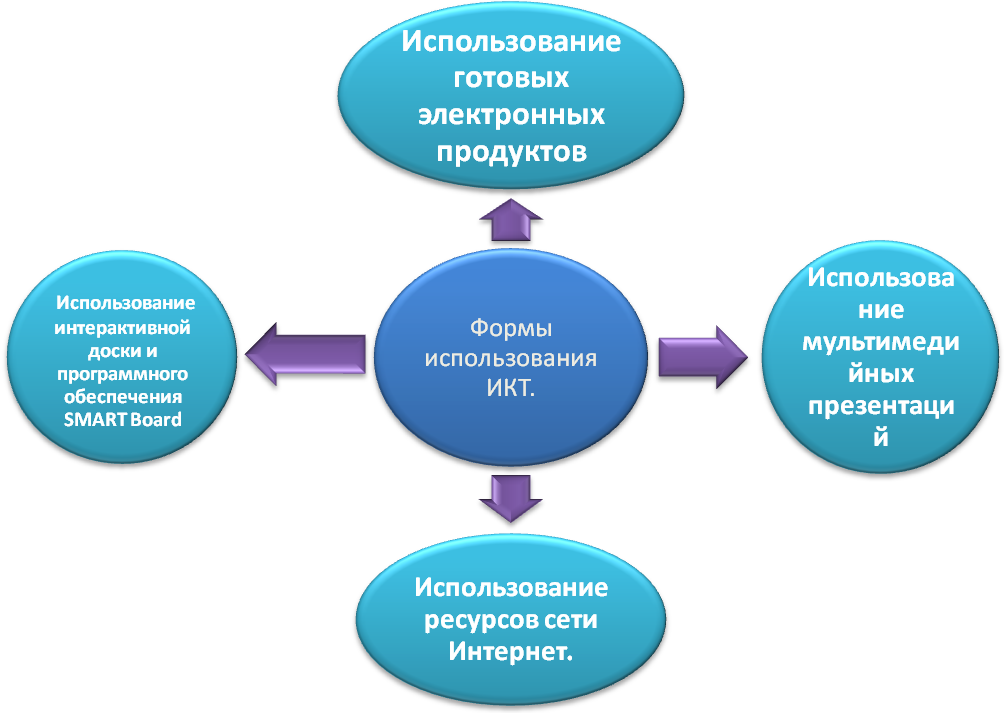 Использование
готовых
электронных
продуктов
Использование
интерактивной
доски и
программного
обеспечения
SMART Board
Формы
использования
ИКТ.
Использова
ние
мультимеди
йных
презентаци
й
Использование
ресурсов сети
Интернет.